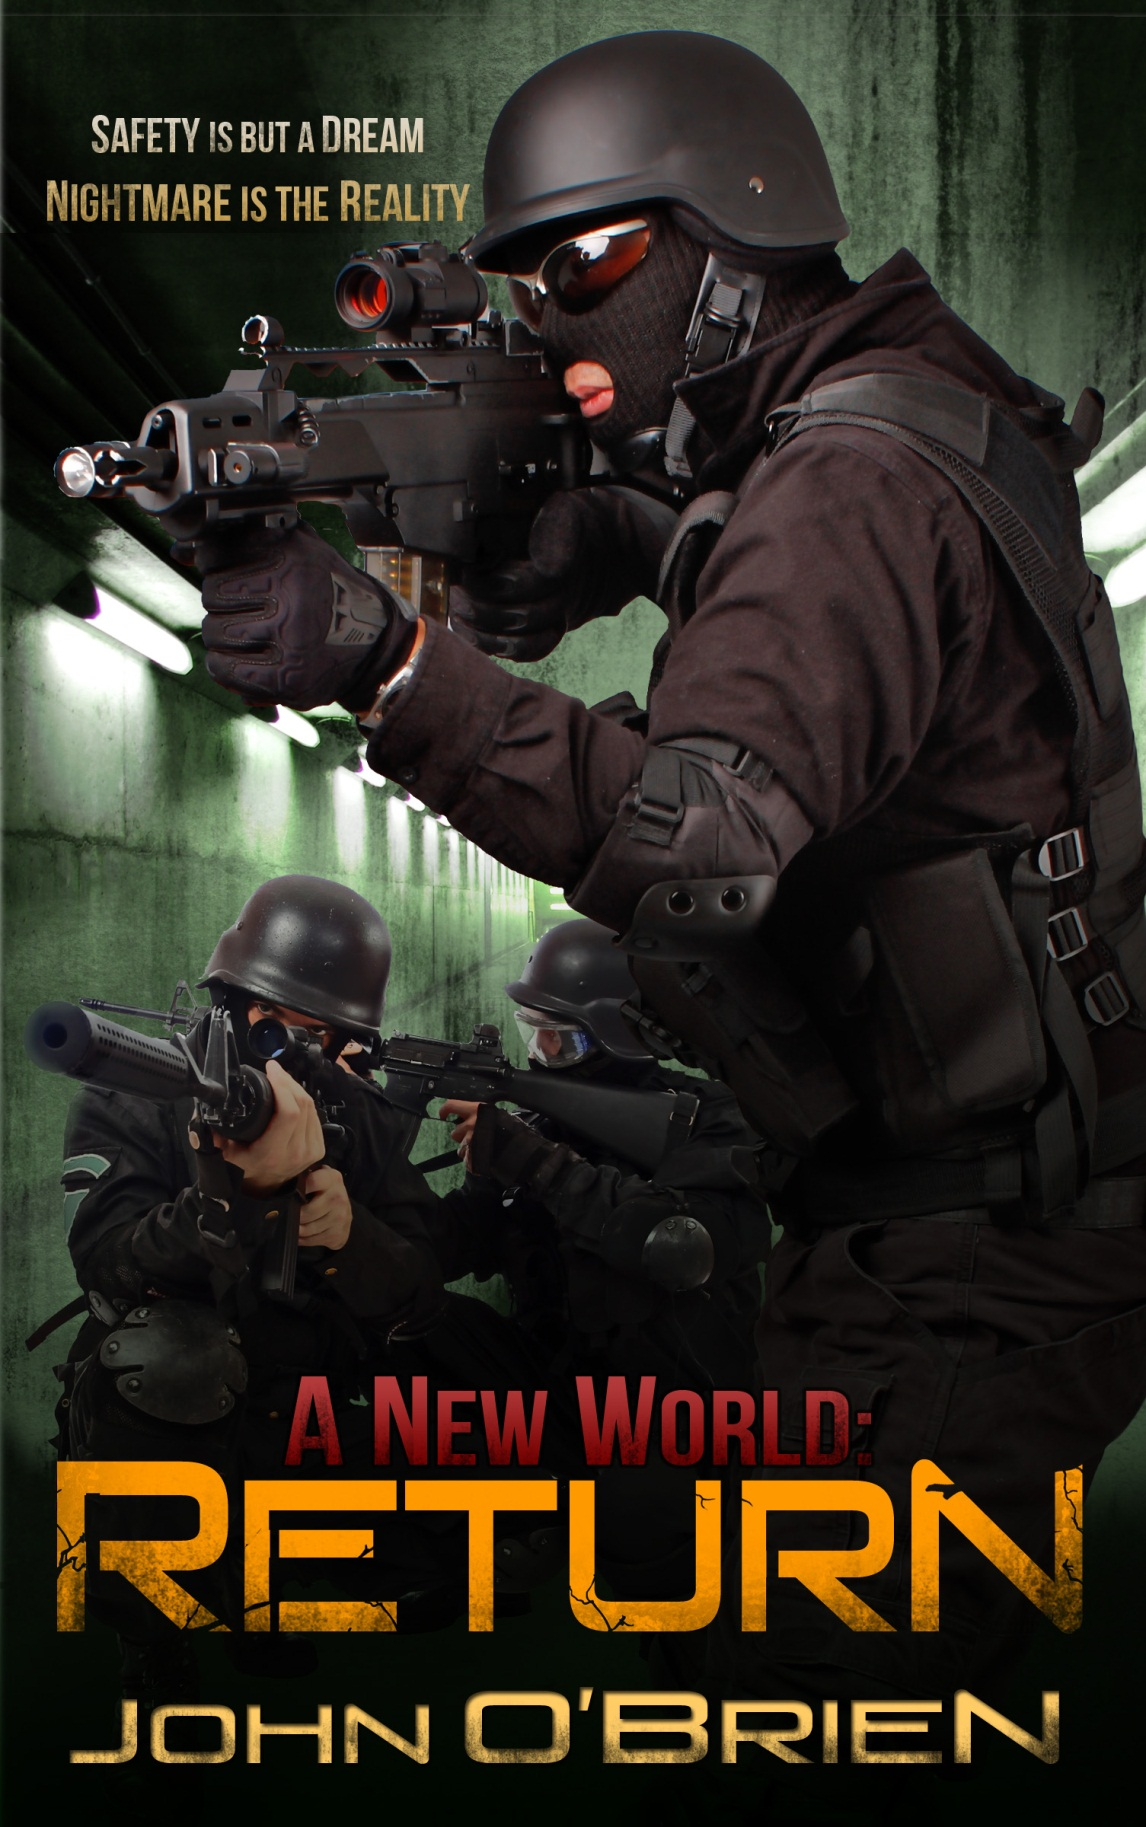 Safety is but a Dream
Nightmare is the Reality
A New World:
Return
John O'Brien